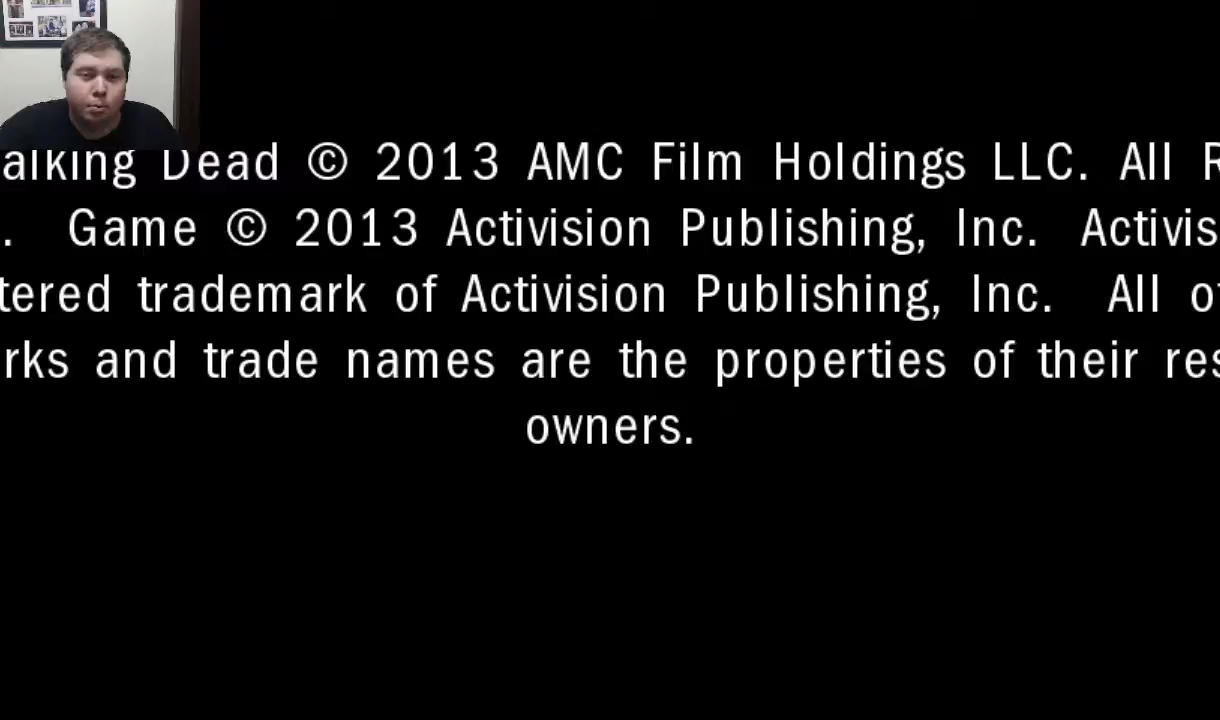 alking Dead © 2013 AMC Film Holdings LLC. All R
. Game © 2013 Activision Publishing, Inc. Activis
tered trademark of Activision Publishing, Inc. All ot
rks and trade names are the properties of their res
owners.